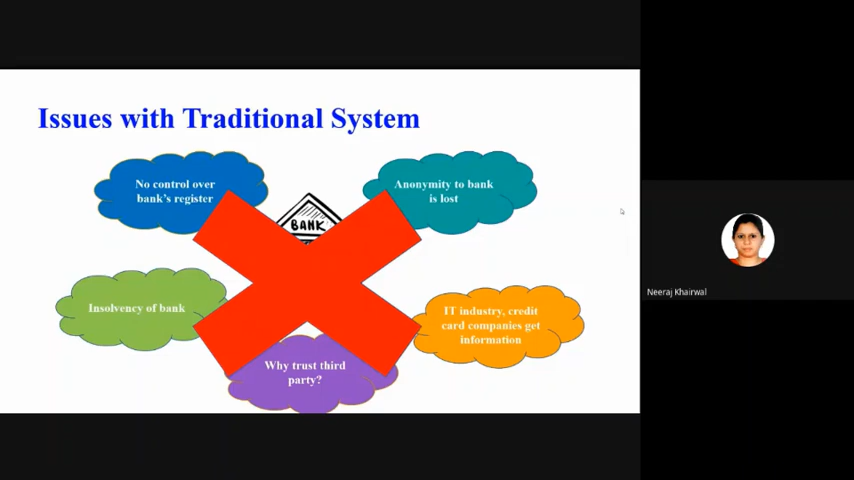 Issues with Traditional System
No control over
bank's register
Anonymity to bank
is lost
BANK
Insolvency of bank
IT industry, credit
card companies get
information
Why trust third
party?
Neeraj Khairwal